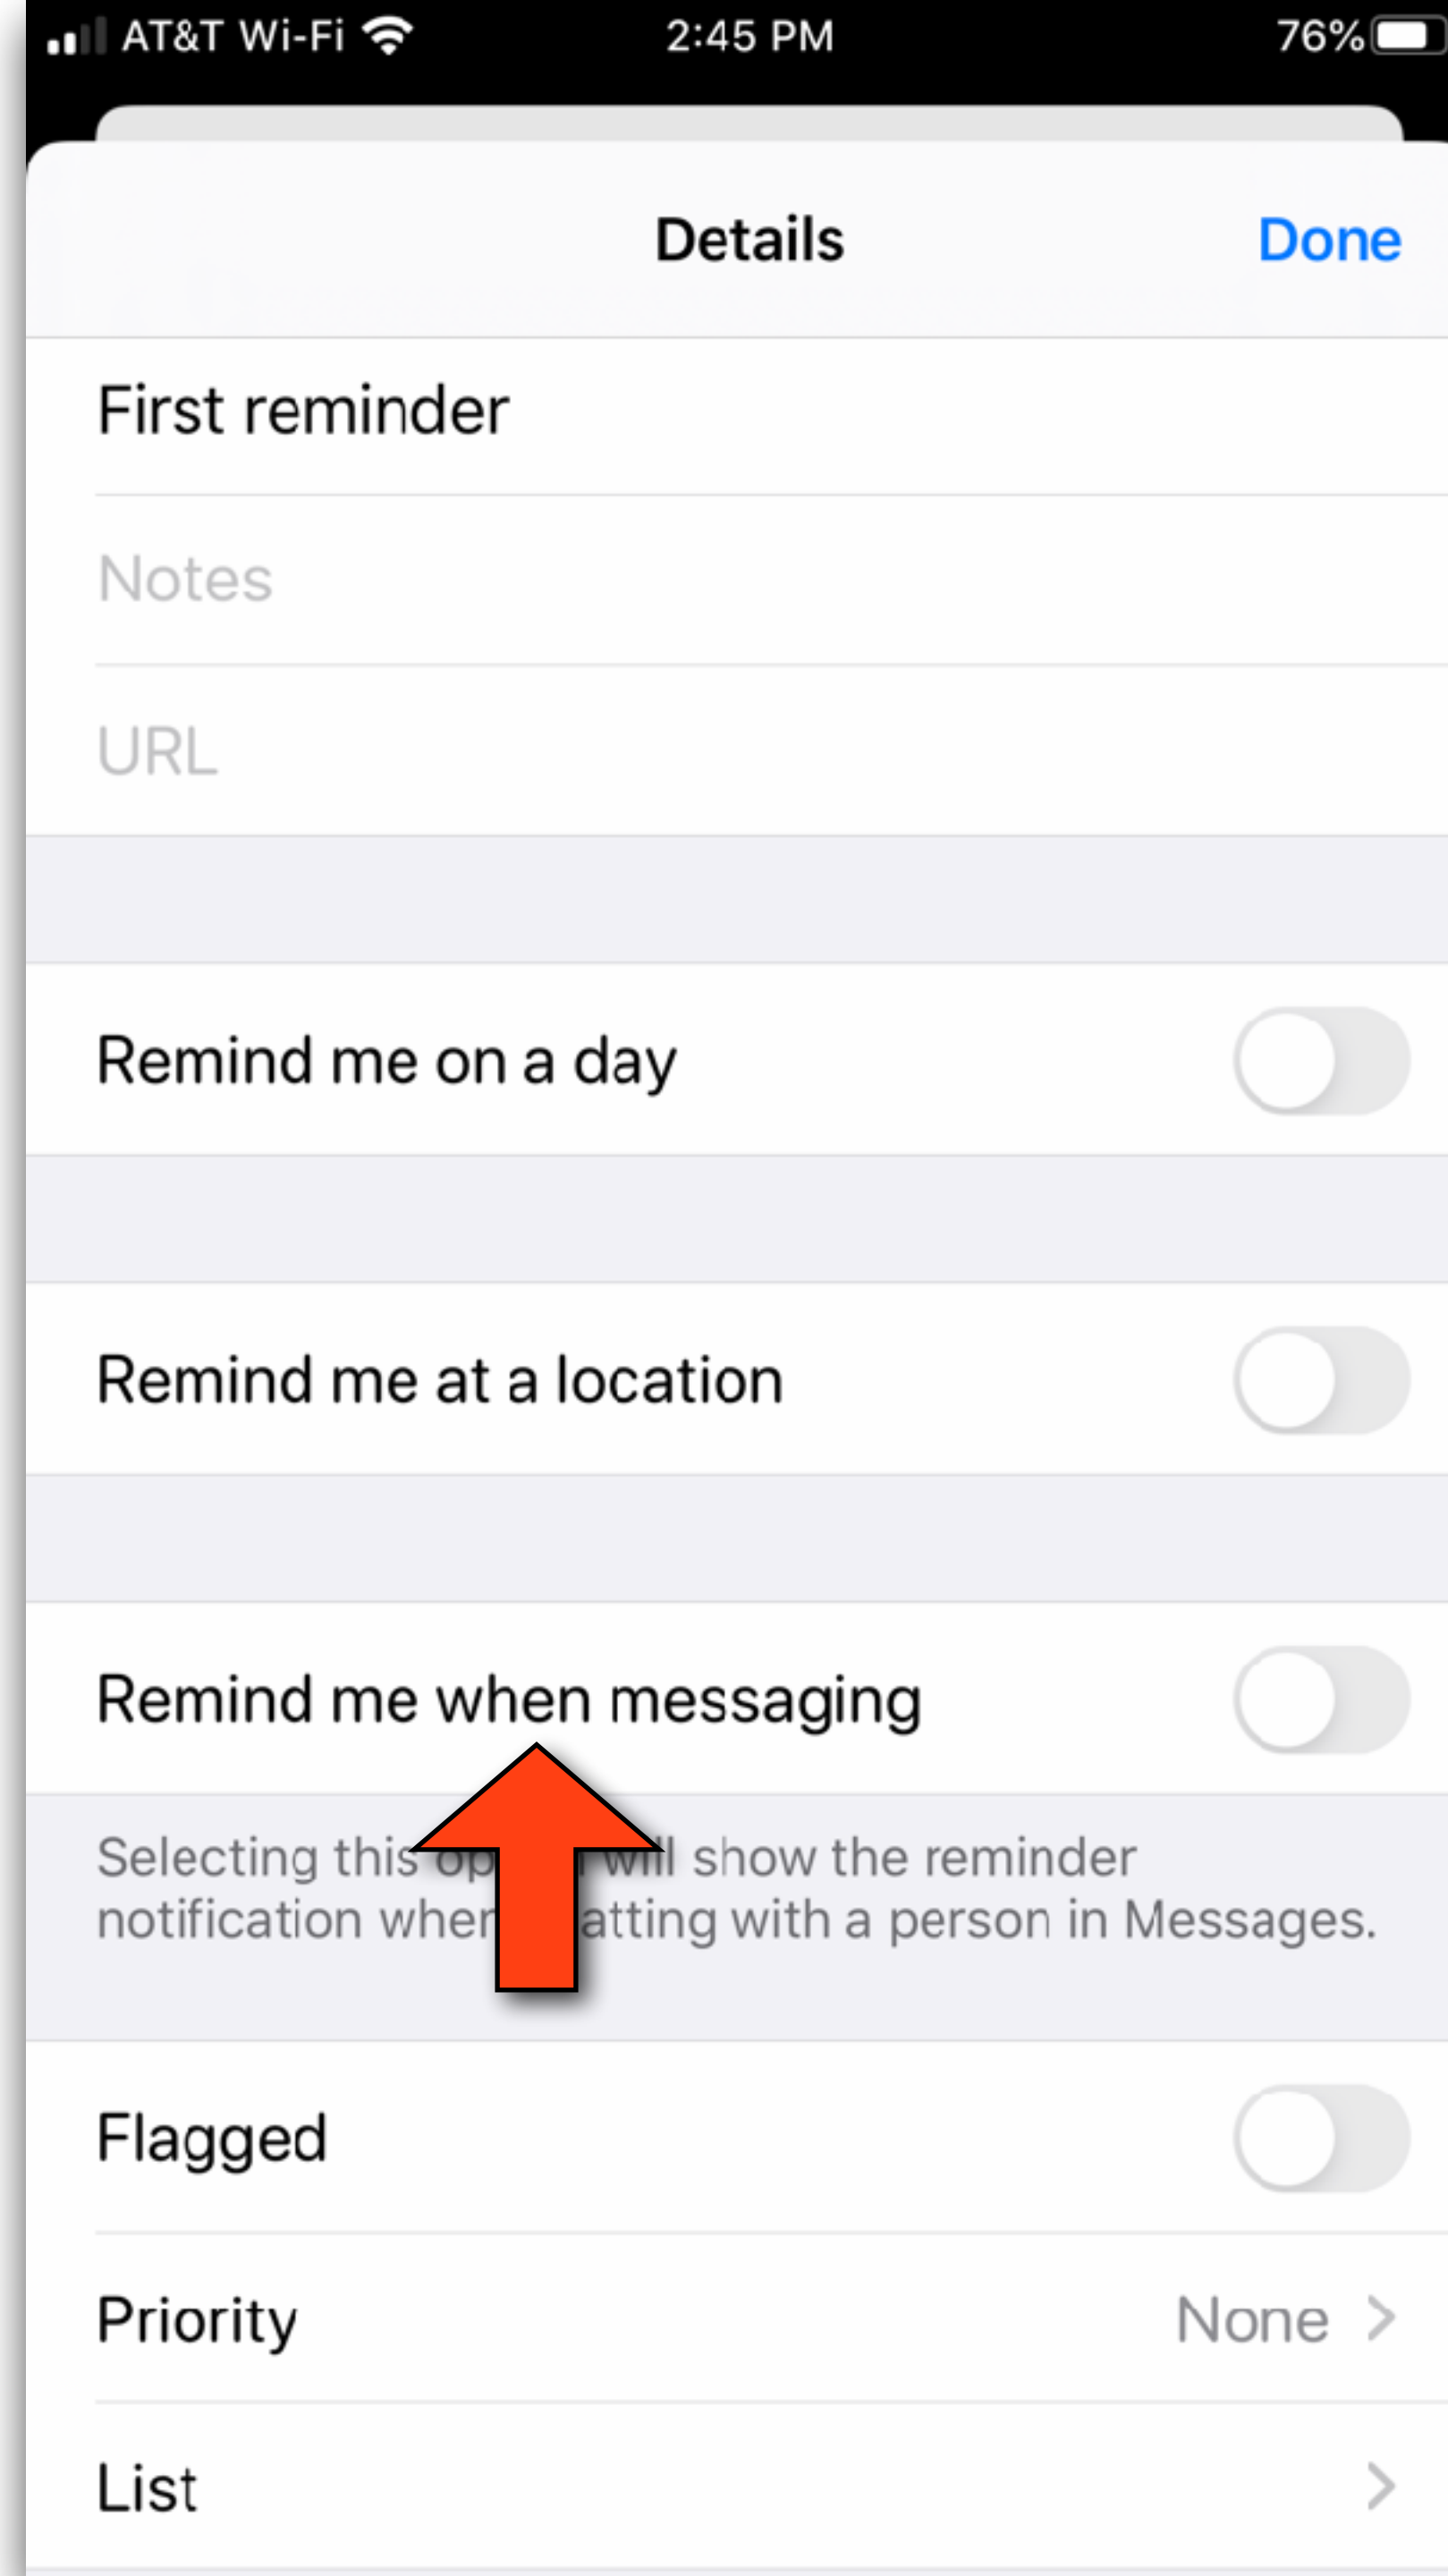 AT&T Wi-Fi 2:45 PM 76%
Details Done
First reminder
Notes
URL
Remind me on a day
Remind me at a location
Remind me when messaging
Selecting this will show the reminder
notification with a person in Messages.
Flagged
Priority None
List